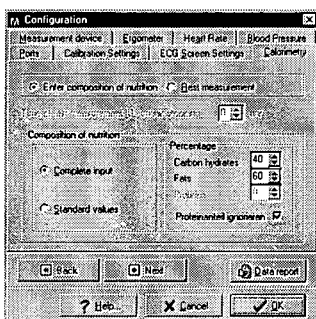 Configuration
Measurement device Ergometer Heart Rate Blood Pressure
Ports Calibration Settings ECG Screen Settings Calorimetry
Enter composition of nutrition Rest measurement
Composition of nutrition
Complete input
Standard values
Percentage
Carbon hydrates 40
Fats 60
Proteinanteil ignorieren
Back Next Data report
? Help... X Cancel OK